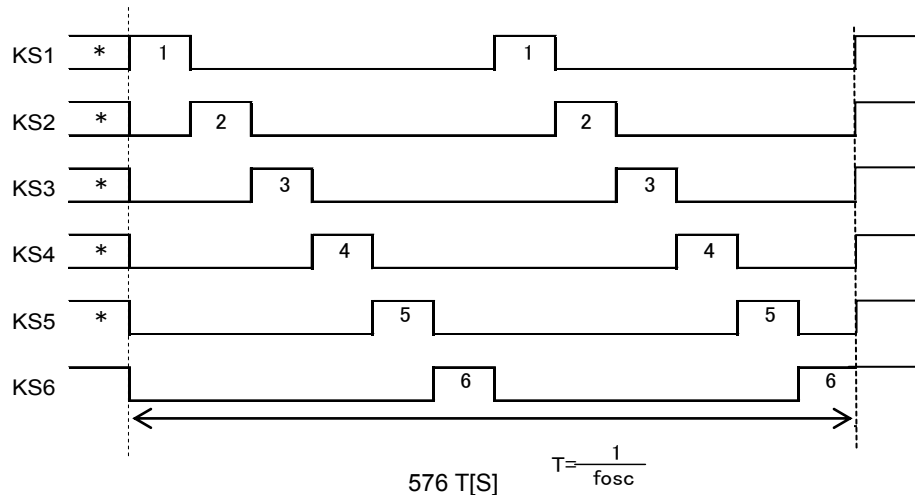 KS1 * 1 1
KS2 * 2 2
KS3 * 3 3
KS4 * 4 4
KS5 * 5 5
KS6 6 6
576 T[S] T=1/fosc